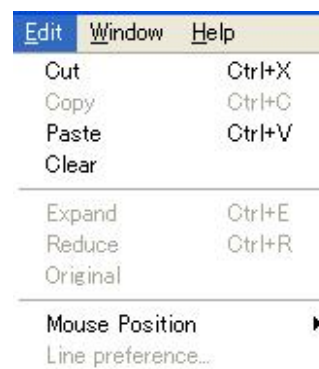 Edit Window Help
Cut Ctrl+X
Copy Ctrl+C
Paste Ctrl+V
Clear
Expand Ctrl+E
Reduce Ctrl+R
Original
Mouse Position
Line preference...